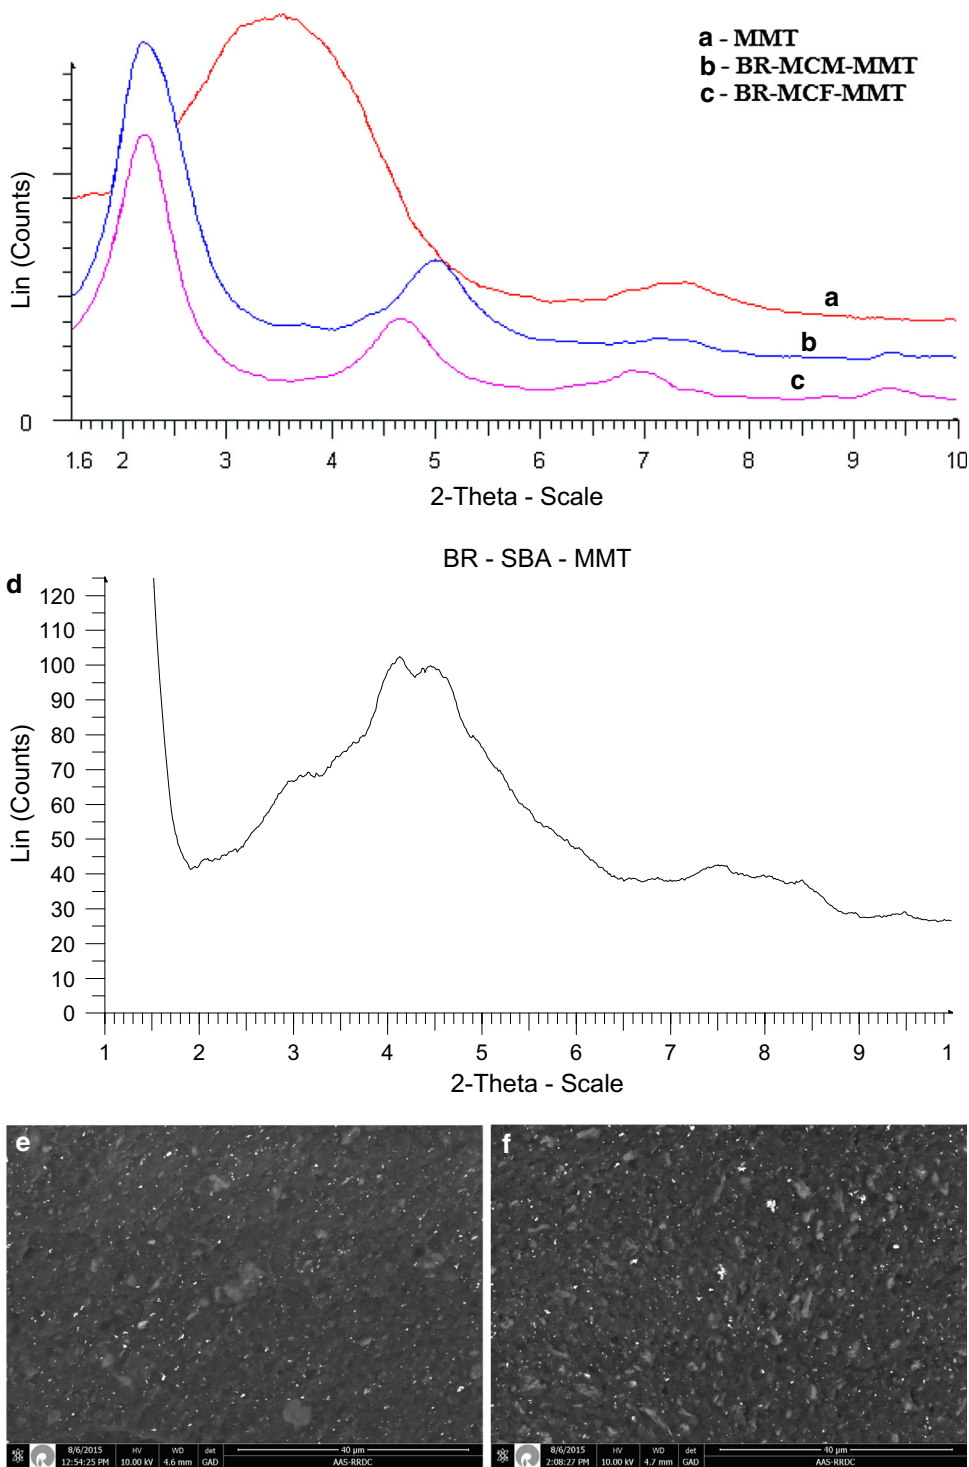 a - MMT
b - BR-MCM-MMT
c - BR-MCF-MMT
Lin (Counts)
a
b
c
0
1.6 2 3 4 5 6 7 8 9 10
2-Theta - Scale
BR - SBA - MMT
d
120
110
100
90
80
70
60
50
40
30
20
10
0
Lin (Counts)
1 2 3 4 5 6 7 8 9 1
2-Theta - Scale
e
8/6/2015 HV WD det 40 µm
12:54:25 PM 10.00 kV 4.6 mm GAD AAS-RRDC
f
8/6/2015 HV WD det 40 µm
2:08:27 PM 10.00 kV 4.7 mm GAD AAS-RRDC